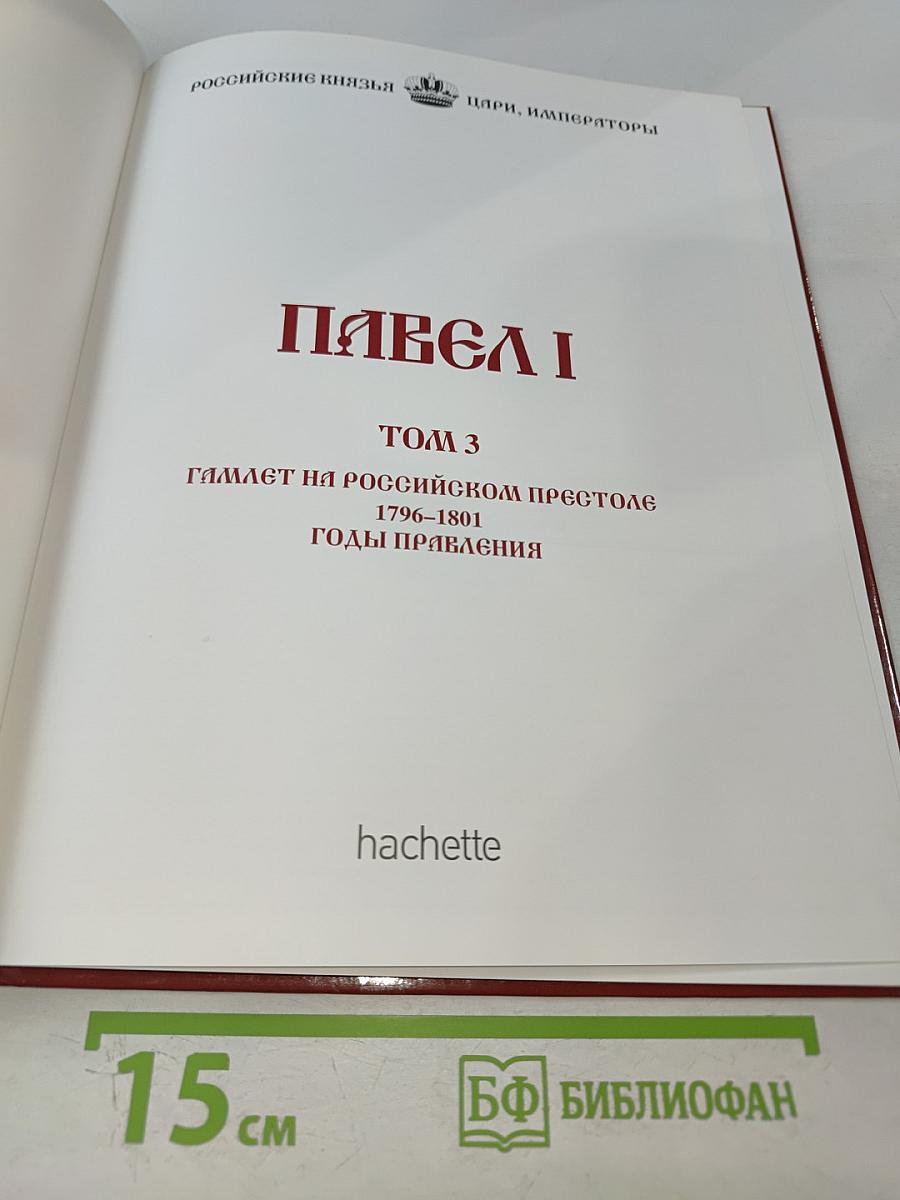 РОССИЙСКИЕ КНЯЗЬЯ ЦАРИ, ИМПЕРАТОРЫ
ПАВЕЛ I
ТОМ 3
ГАМЛЕТ НА РОССИЙСКОМ ПРЕСТОЛЕ
1796–1801
ГОДЫ ПРАВЛЕНИЯ
hachette
15 см
БФ БИБЛИОФАН